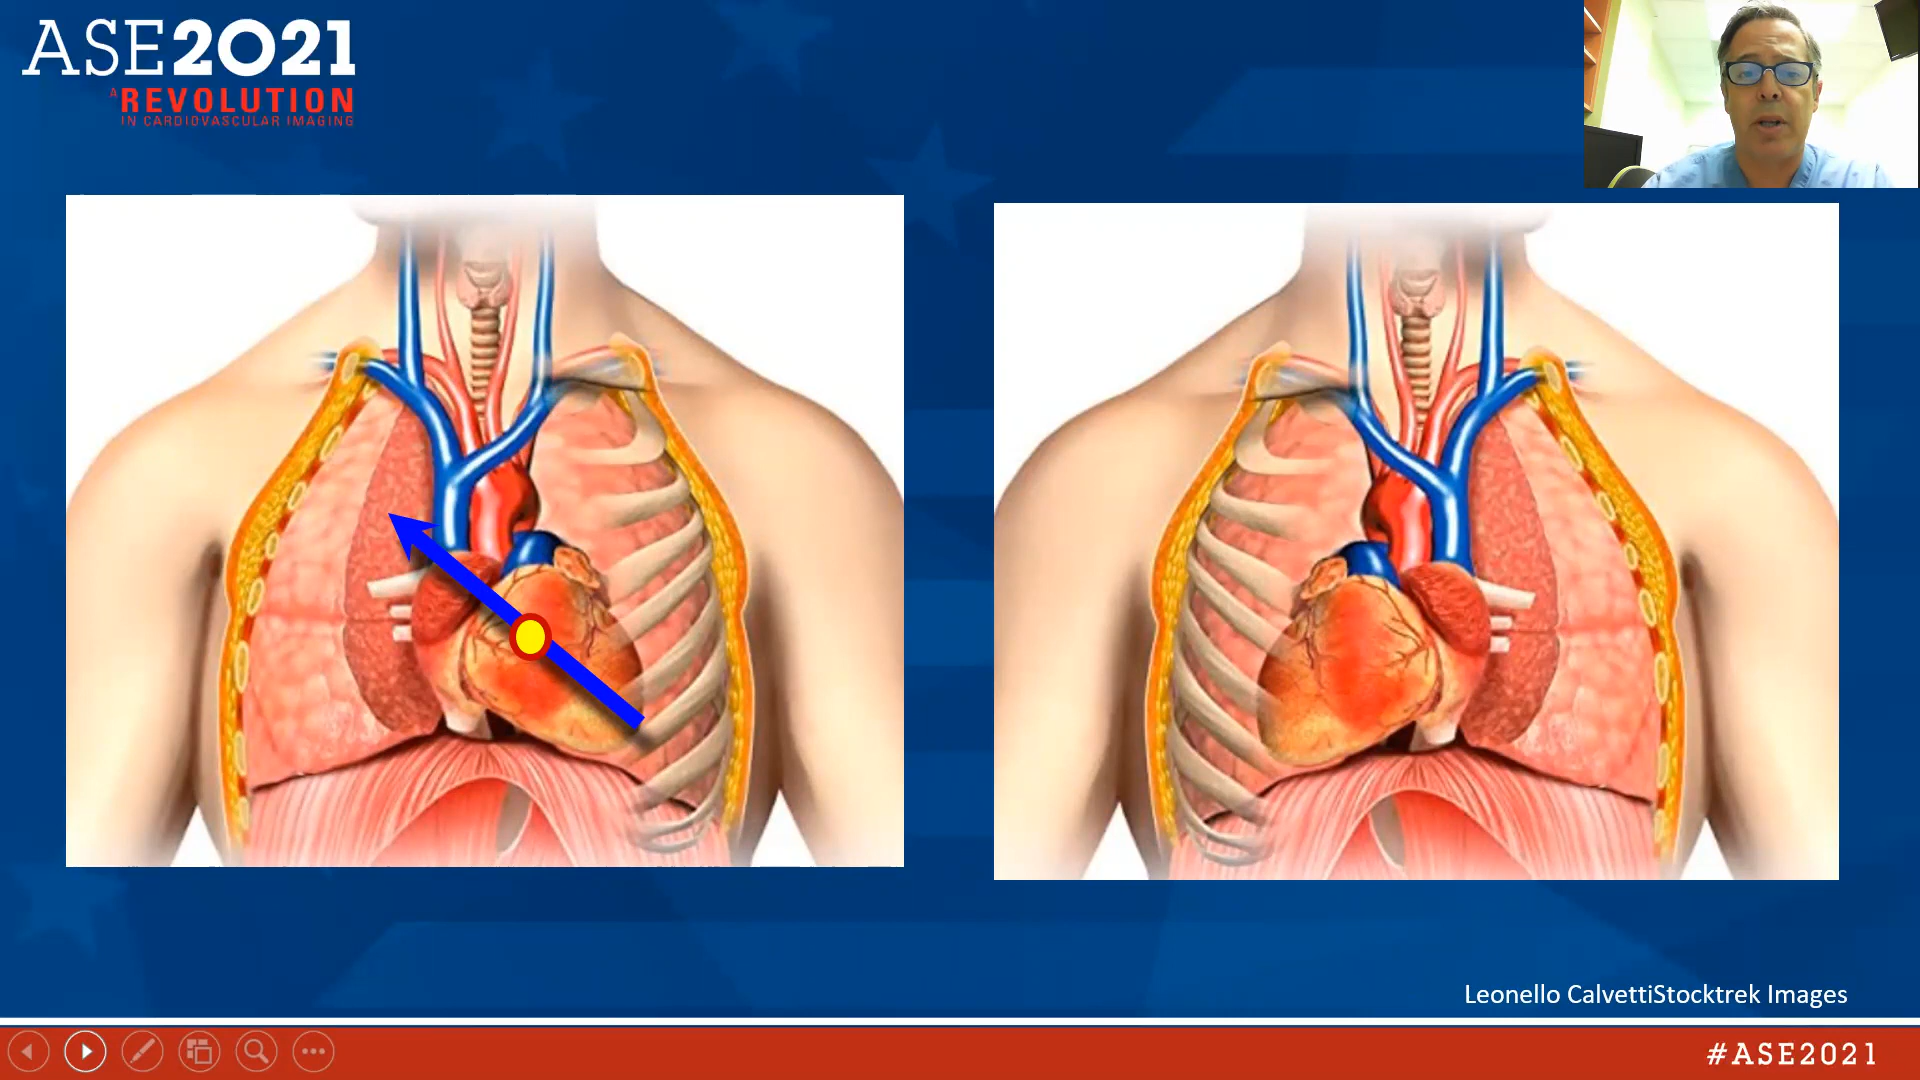 ASE2021
A REVOLUTION
IN CARDIOVASCULAR IMAGING
Leonello CalvettiStocktrek Images
#ASE2021